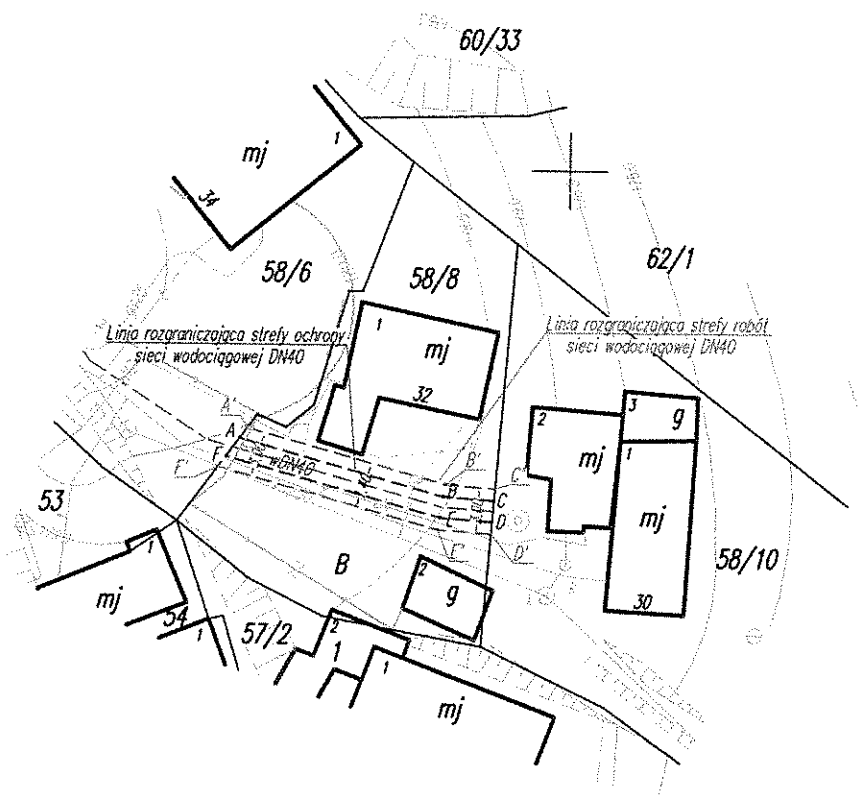 60/33
mj
1
34
58/6
58/8
62/1
Linia rozgraniczająca strefy ochrony
sieci wodociągowej DN40
Linia rozgraniczająca strefy robót
sieci wodociągowej DN40
1
mj
32
2
3
g
mj
1
mj
30
58/10
A'
A
F
F'
wDN40
B'
B
C
D
E
D'
53
1
mj
54
1
57/2
B
2
g
2
1
1
mj